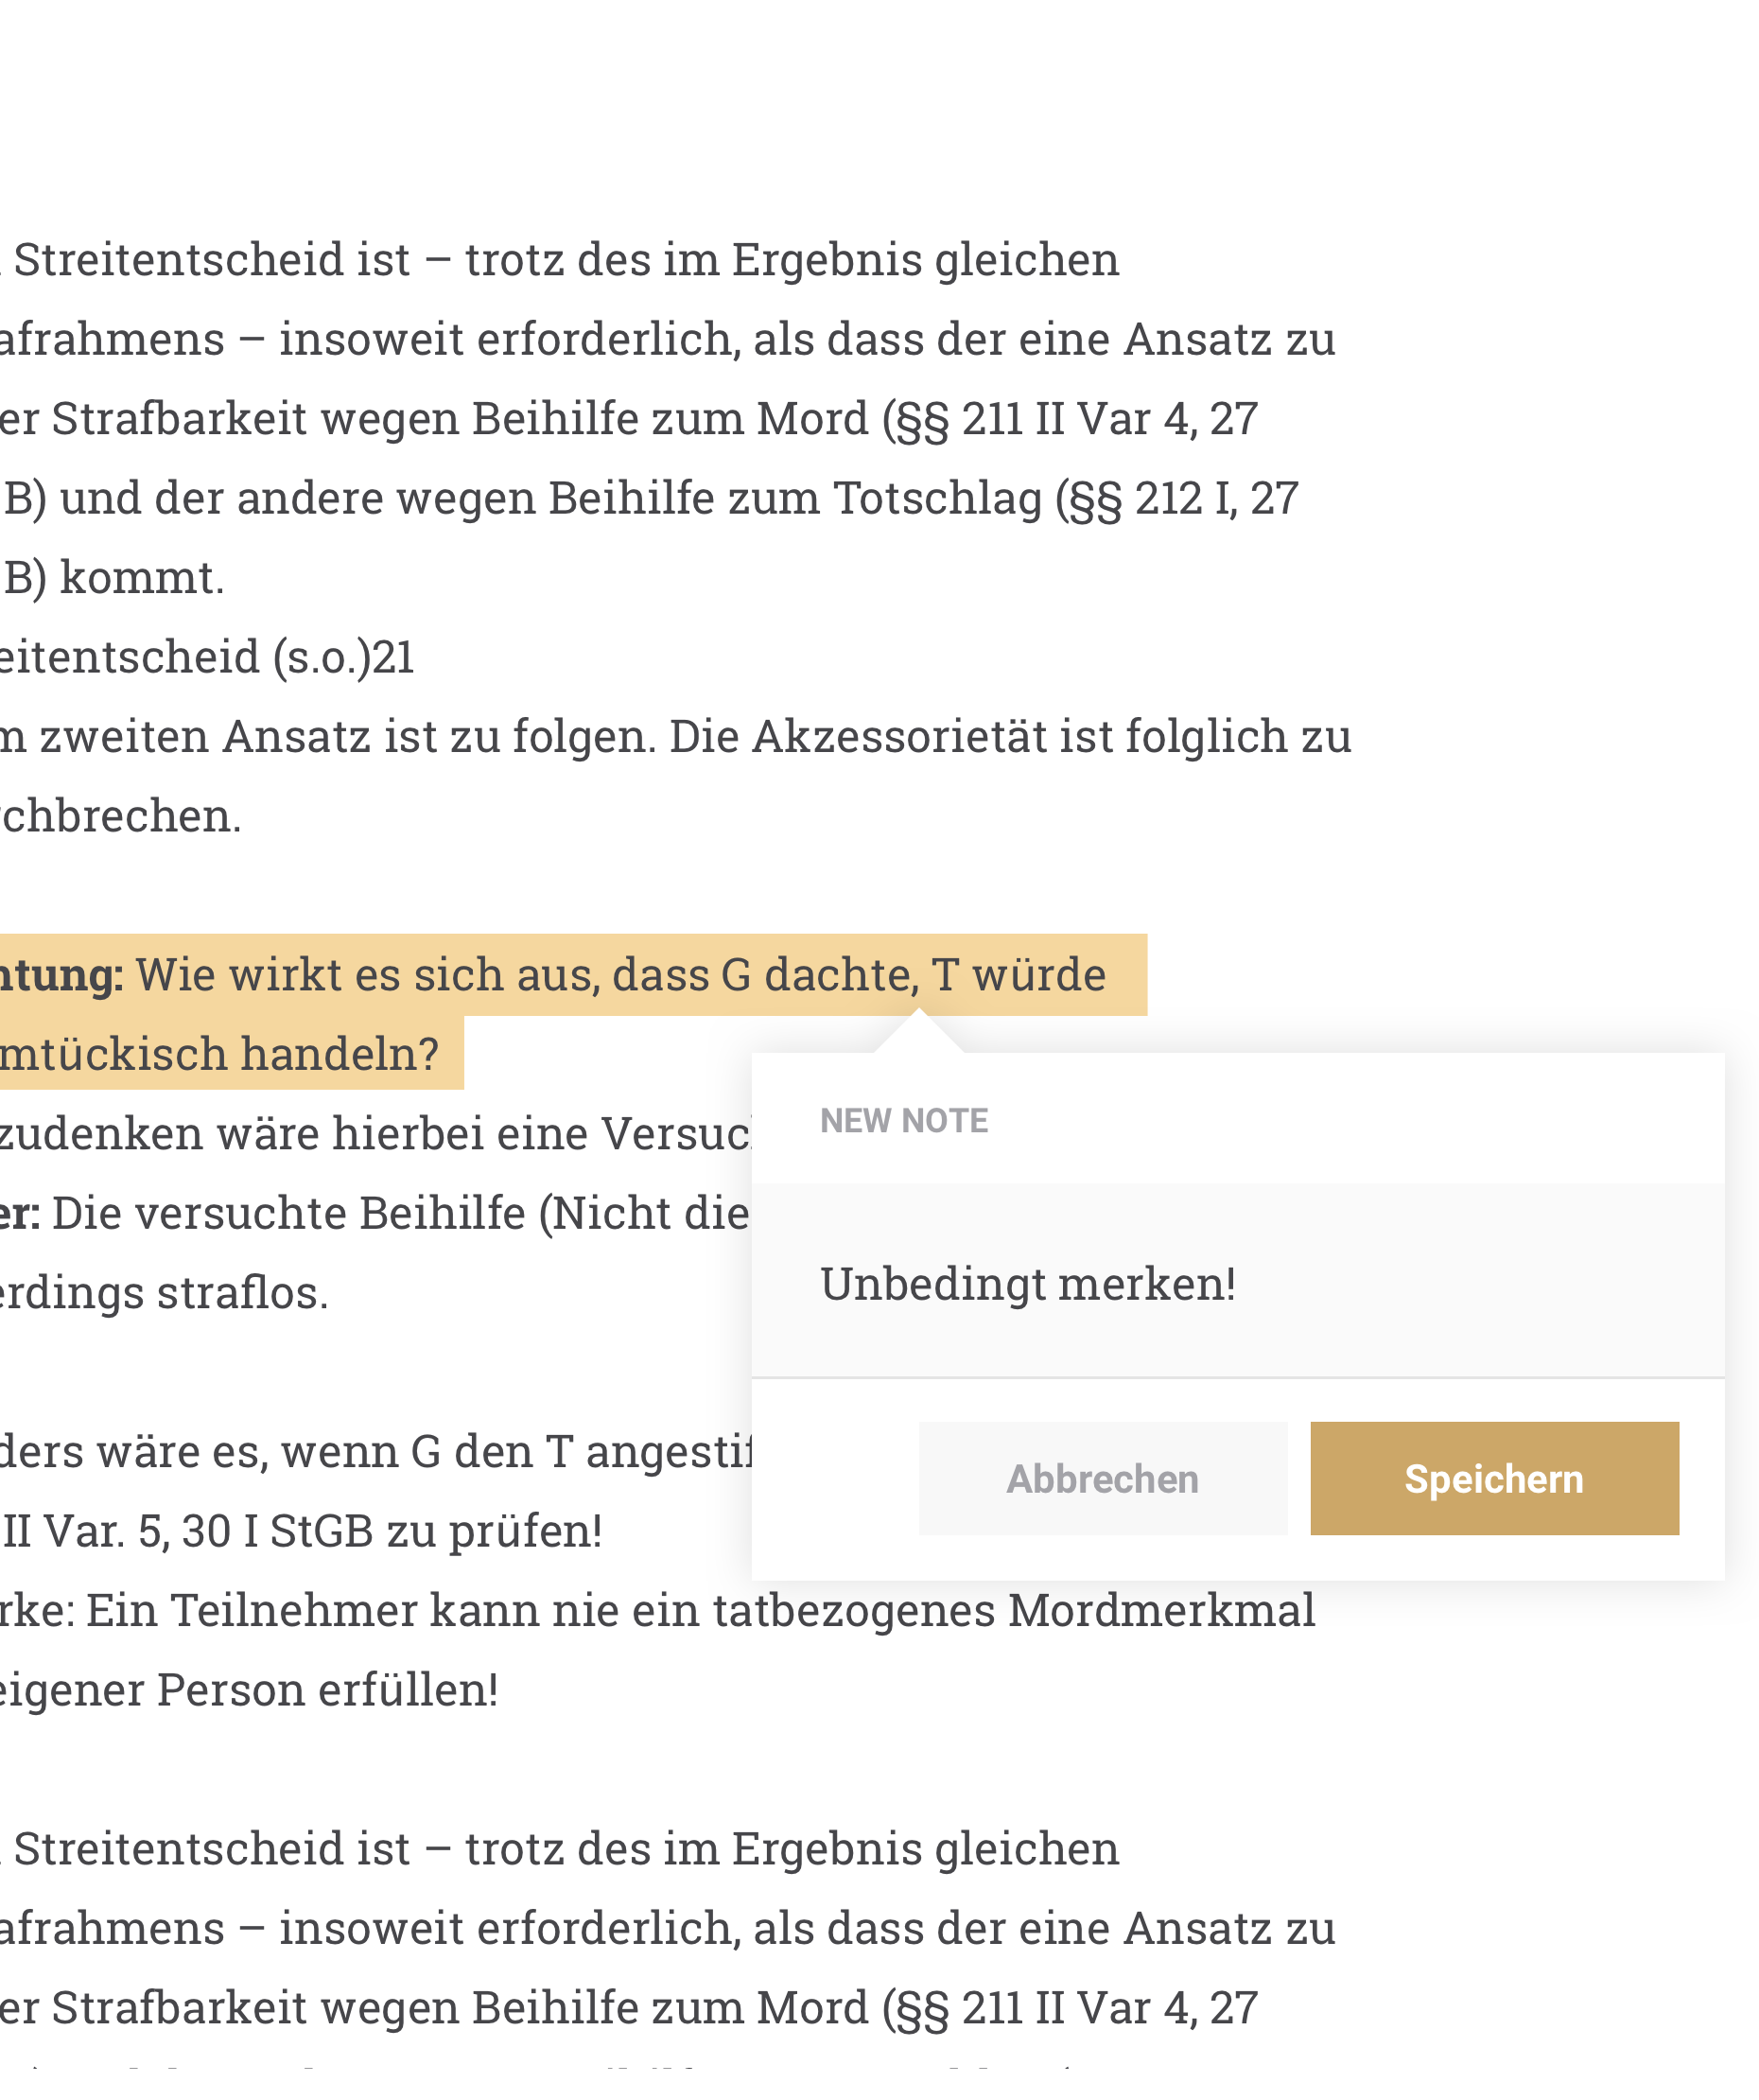 Streitentscheid ist – trotz des im Ergebnis gleichen
afrahmens – insoweit erforderlich, als dass der eine Ansatz zu
er Strafbarkeit wegen Beihilfe zum Mord (§§ 211 II Var 4, 27
B) und der andere wegen Beihilfe zum Totschlag (§§ 212 I, 27
B) kommt.
eitentscheid (s.o.)21
m zweiten Ansatz ist zu folgen. Die Akzessorietät ist folglich zu
chbrechen.
htung: Wie wirkt es sich aus, dass G dachte, T würde
mtückisch handeln?
zudenken wäre hierbei eine Versuc
er: Die versuchte Beihilfe (Nicht die
erdings straflos.
ders wäre es, wenn G den T angestif
II Var. 5, 30 I StGB zu prüfen!
rke: Ein Teilnehmer kann nie ein tatbezogenes Mordmerkmal
eigener Person erfüllen!
NEW NOTE
Unbedingt merken!
Abbrechen Speichern
Streitentscheid ist – trotz des im Ergebnis gleichen
afrahmens – insoweit erforderlich, als dass der eine Ansatz zu
er Strafbarkeit wegen Beihilfe zum Mord (§§ 211 II Var 4, 27